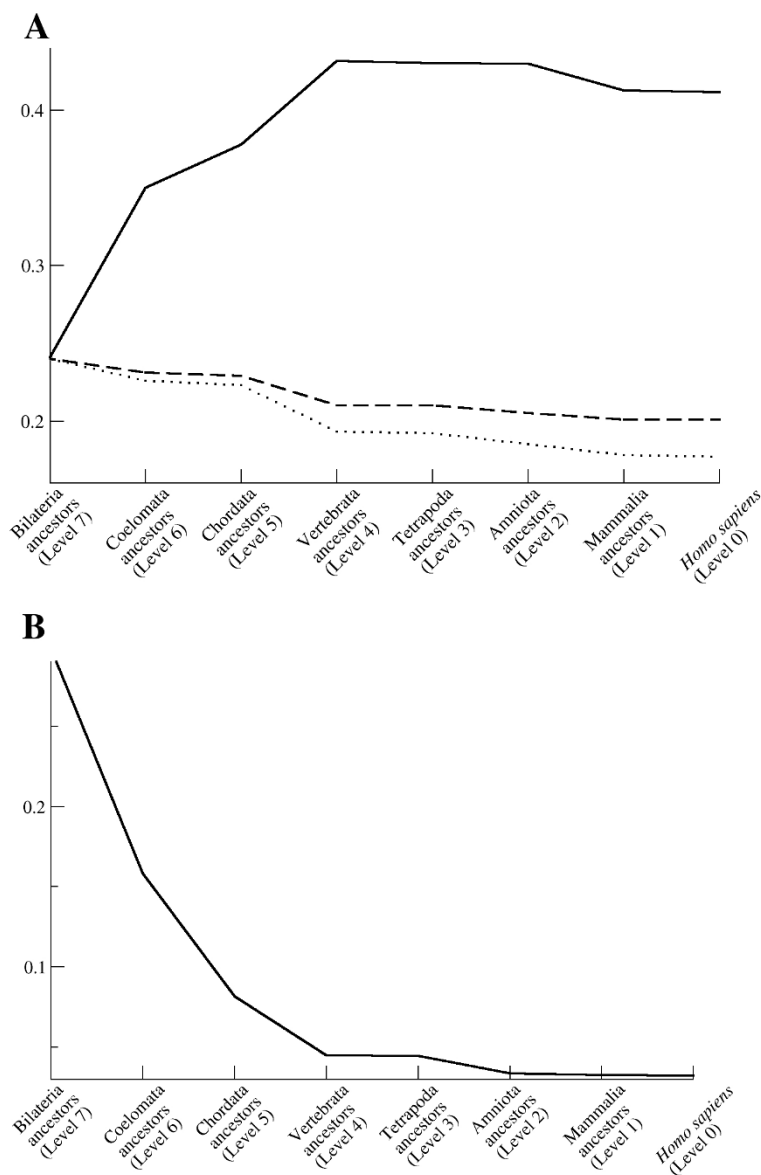 A
0.4
0.3
0.2
Bilateria
ancestors
(Level 7)
Coelomata
ancestors
(Level 6)
Chordata
ancestors
(Level 5)
Vertebrata
ancestors
(Level 4)
Tetrapoda
ancestors
(Level 3)
Amniota
ancestors
(Level 2)
Mammalia
ancestors
(Level 1)
Homo sapiens
(Level 0)
B
0.2
0.1
Bilateria
ancestors
(Level 7)
Coelomata
ancestors
(Level 6)
Chordata
ancestors
(Level 5)
Vertebrata
ancestors
(Level 4)
Tetrapoda
ancestors
(Level 3)
Amniota
ancestors
(Level 2)
Mammalia
ancestors
(Level 1)
Homo sapiens
(Level 0)